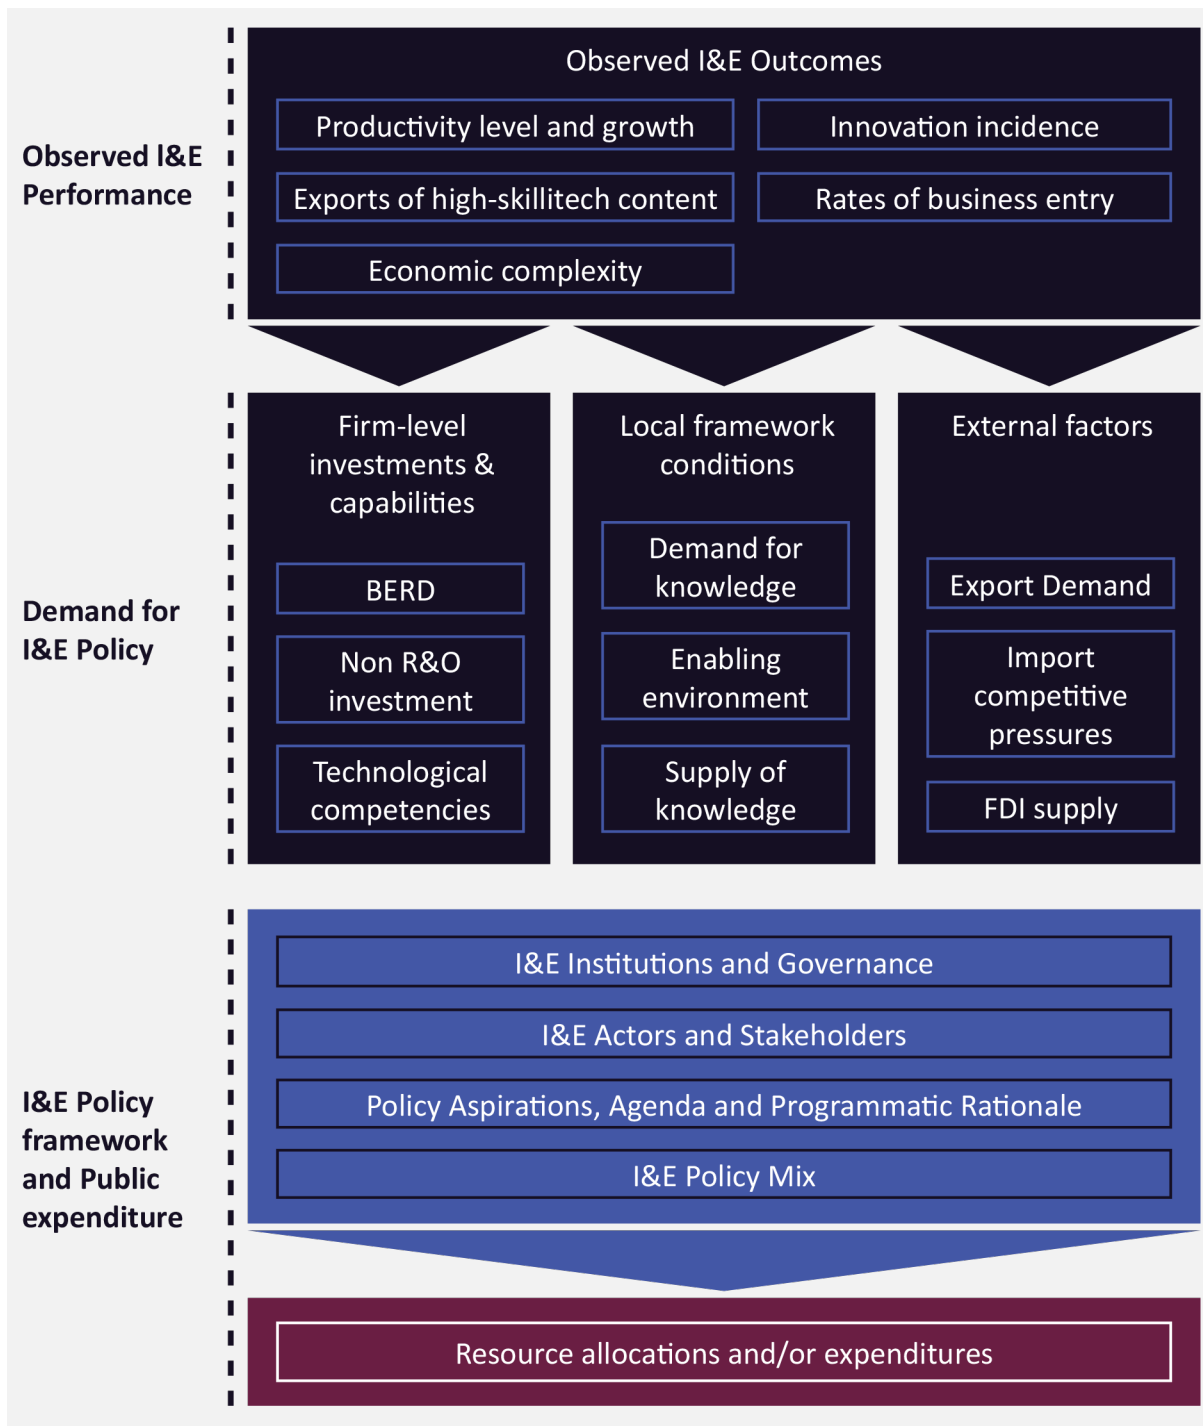 Observed I&E Outcomes
Productivity level and growth
Innovation incidence
Observed l&E
Performance
Exports of high-skillitech content
Rates of business entry
Economic complexity
Demand for
I&E Policy
Firm-level
investments &
capabilities
BERD
Non R&O
investment
Technological
competencies
Local framework
conditions
Demand for
knowledge
Enabling
environment
Supply of
knowledge
External factors
Export Demand
Import
competitive
pressures
FDI supply
I&E Policy
framework
and Public
expenditure
I&E Institutions and Governance
I&E Actors and Stakeholders
Policy Aspirations, Agenda and Programmatic Rationale
I&E Policy Mix
Resource allocations and/or expenditures